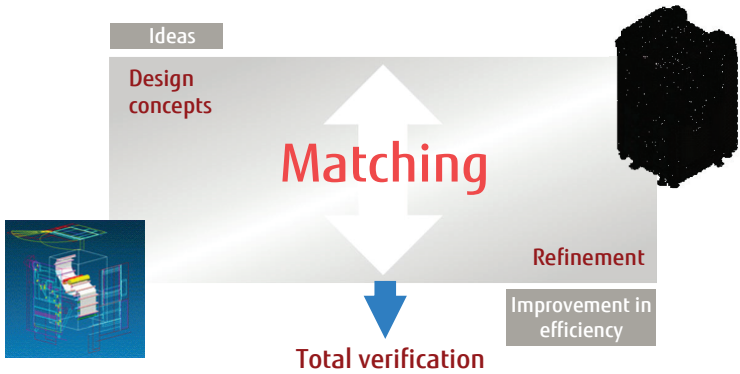 Ideas
Design
concepts
Matching
Refinement
Improvement in
efficiency
Total verification